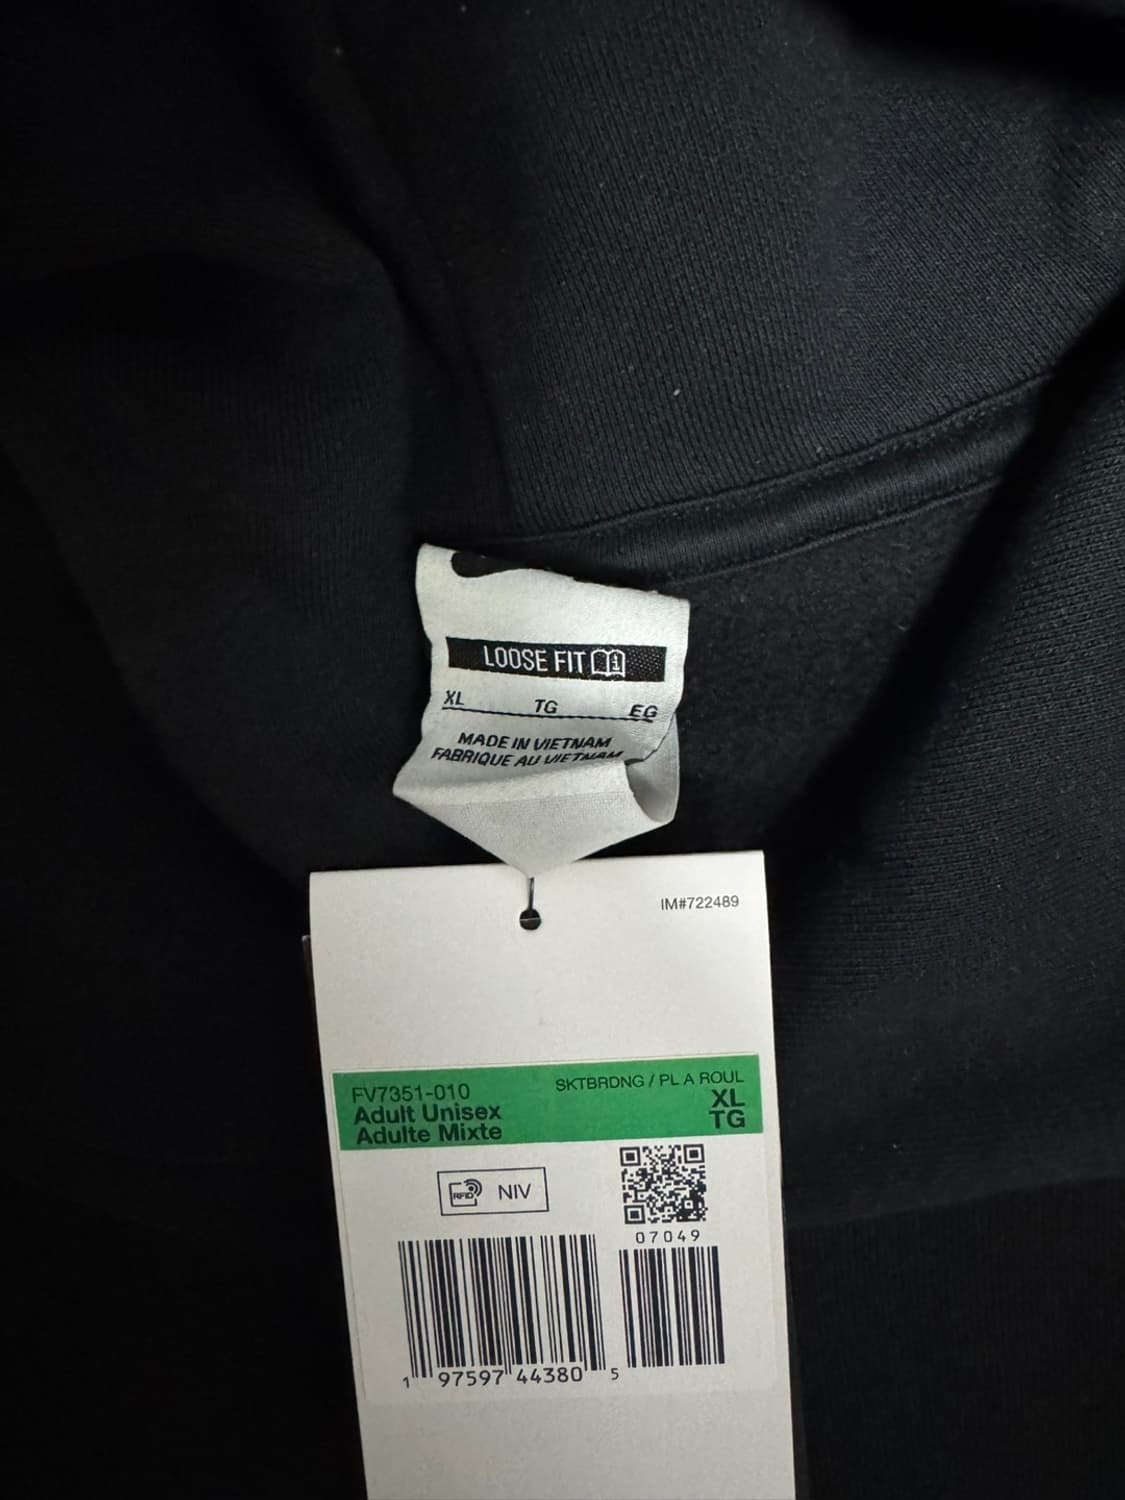 LOOSE FIT
XL TG EG
MADE IN VIETNAM
FABRIQUE AU VIETNAM
IM#722489
FV7351-010
SKTBRDNG / PL A ROUL
Adult Unisex
XL
Adulte Mixte
TG
RFID NIV
07049
1 97597 44380 5